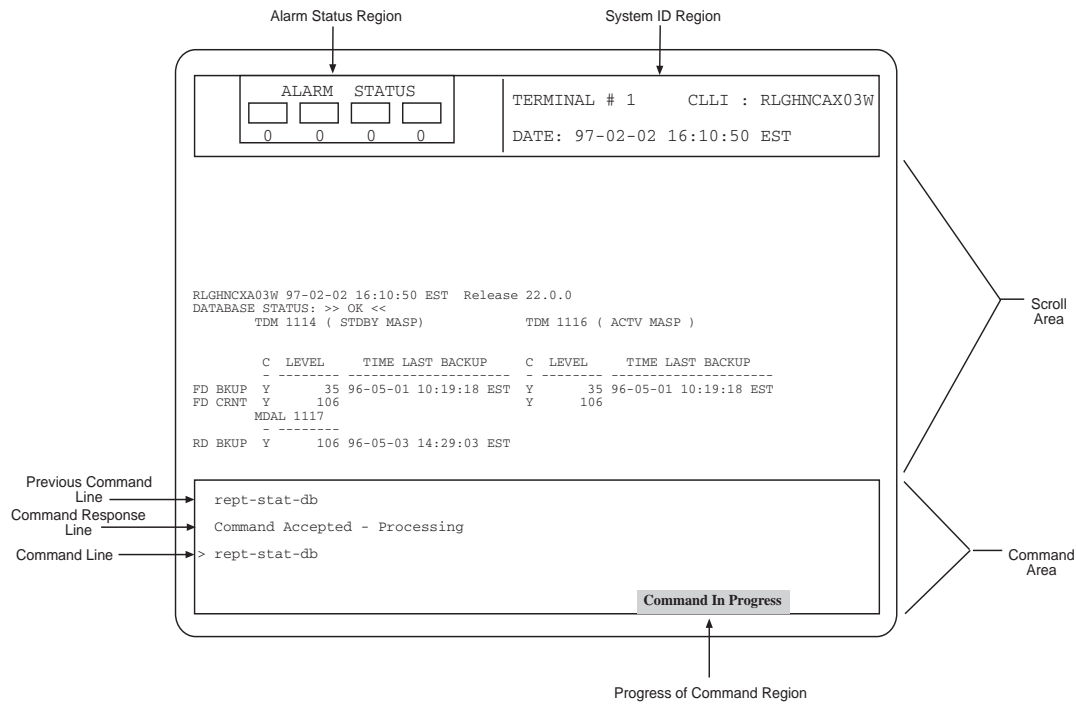 Alarm Status Region
System ID Region
ALARM STATUS
0 0 0 0
TERMINAL # 1 CLLI : RLGHNCAX03W
DATE: 97-02-02 16:10:50 EST
RLGHNCXA03W 97-02-02 16:10:50 EST Release 22.0.0
DATABASE STATUS: >> OK <<
TDM 1114 ( STDBY MASP) TDM 1116 ( ACTV MASP )
C LEVEL TIME LAST BACKUP C LEVEL TIME LAST BACKUP
- -------- ------------------- - -------- -------------------
FD BKUP Y 35 96-05-01 10:19:18 EST Y 35 96-05-01 10:19:18 EST
FD CRNT Y 106 Y 106
MDAL 1117
- --------
RD BKUP Y 106 96-05-03 14:29:03 EST
Scroll
Area
Previous Command
Line
rept-stat-db
Command Response
Line
Command Accepted - Processing
Command Line
> rept-stat-db
Command
Area
Command In Progress
Progress of Command Region